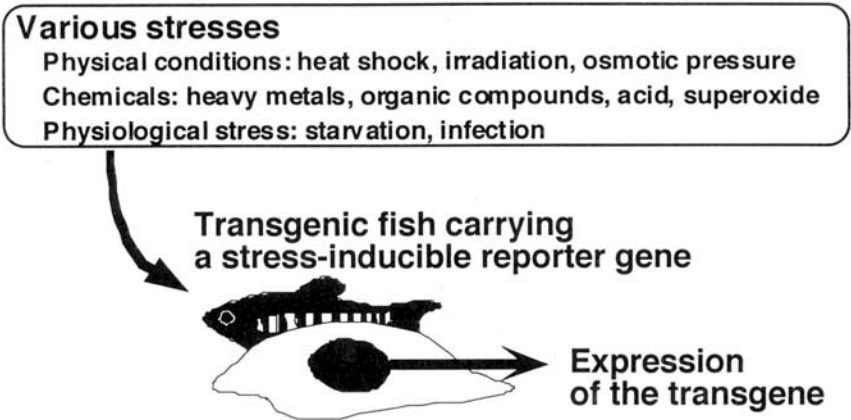 Various stresses
Physical conditions: heat shock, irradiation, osmotic pressure
Chemicals: heavy metals, organic compounds, acid, superoxide
Physiological stress: starvation, infection
Transgenic fish carrying
a stress-inducible reporter gene
Expression
of the transgene